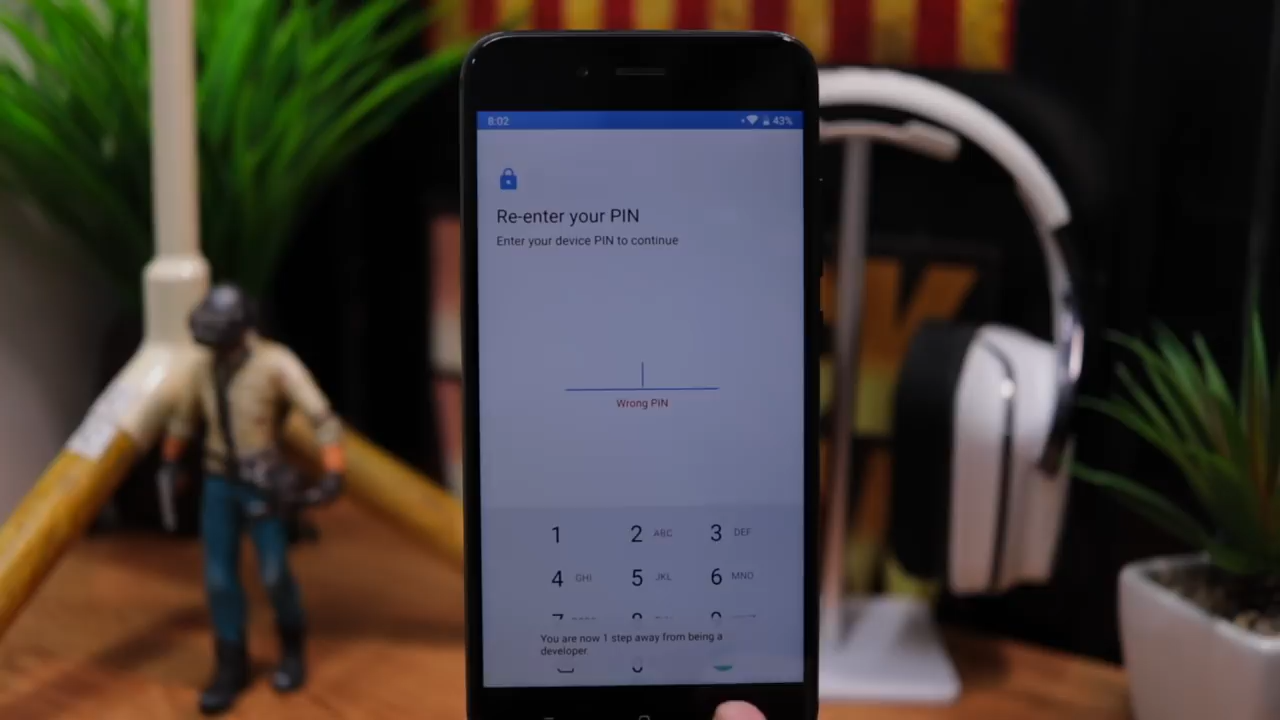 8:02 43%
Re-enter your PIN
Enter your device PIN to continue
Wrong PIN
1 2 ABC 3 DEF
4 GHI 5 JKL 6 MNO
You are now 1 step away from being a
developer.